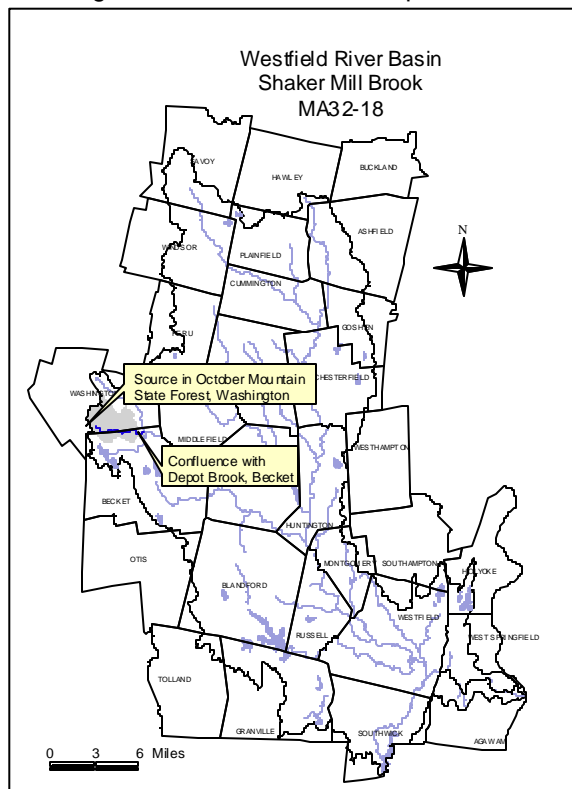 Westfield River Basin
Shaker Mill Brook
MA32-18
BUCKLAND
HAWLEY
ASHFIELD
N
WINDSOR
PLAINFIELD
CUMMINGTON
GOSHEN
CHESTERFIELD
Source in October Mountain
State Forest, Washington
MIDDLEFIELD
WESTHAMPTON
Confluence with
Depot Brook, Becket
BECKET
HUNTINGTON
OTIS
MONTGOMERY
SOUTHAMPTON
HOLYOKE
BLANDFORD
WESTFIELD
RUSSELL
WEST SPRINGFIELD
TOLLAND
GRANVILLE
SOUTHWICK
AGAWAM
0 3 6 Miles